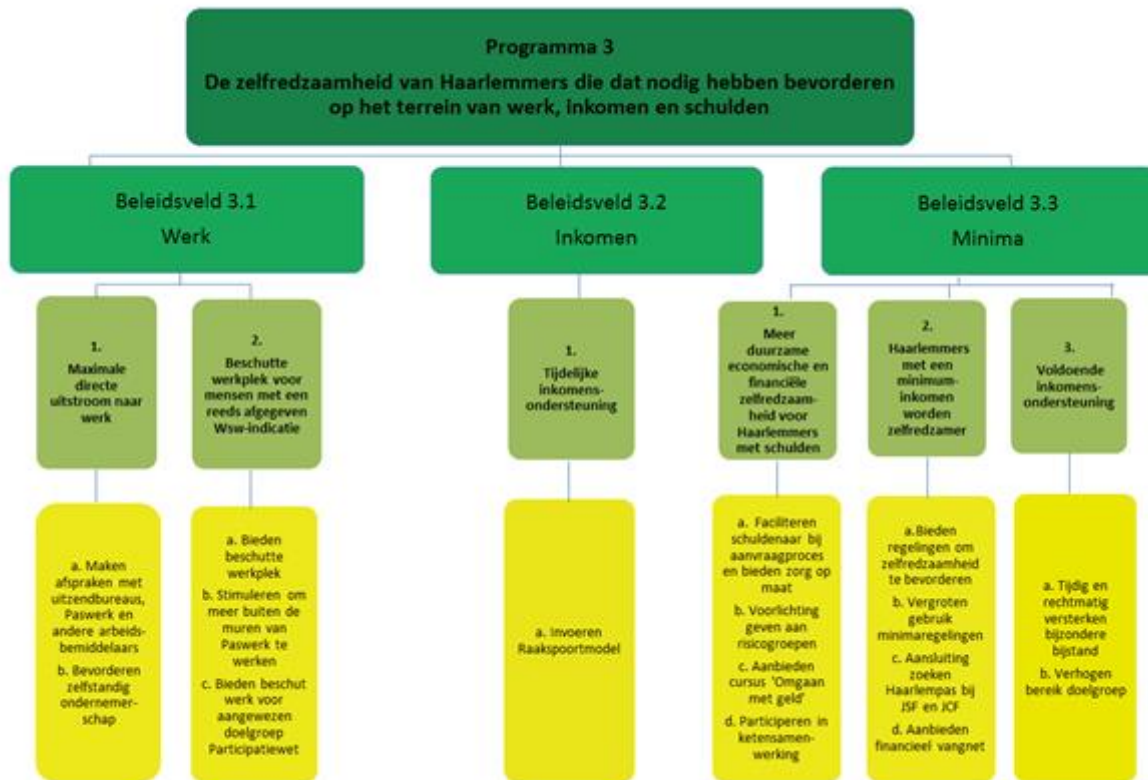 Programma 3
De zelfredzaamheid van Haarlemmers die dat nodig hebben bevorderen
op het terrein van werk, inkomen en schulden
Beleidsveld 3.1
Werk
Beleidsveld 3.2
Inkomen
Beleidsveld 3.3
Minima
1.
Maximale
directe
uitstroom naar
werk
2.
Beschutte
werkplek voor
mensen met een
reeds afgegeven
Wsw-indicatie
1.
Tijdelijke
inkomens-
ondersteuning
1.
Meer
duurzame
economische en
financiële
zelfredzaam-
heid voor
Haarlemmers
met schulden
2.
Haarlemmers
met een
minimum-
inkomen
worden
zelfredzamer
3.
Voldoende
inkomens-
ondersteuning
a. Maken
afspraken met
uitzendbureaus,
Paswerk en
andere arbeids-
bemiddelaars
b. Bevorderen
zelfstandig
ondernemer-
schap
a. Bieden
beschutte
werkplek
b. Stimuleren om
meer buiten de
muren van
Paswerk te
werken
c. Bieden beschut
werk voor
aangewezen
doelgroep
Participatiewet
a. Invoeren
Raakspoortmodel
a. Faciliteren
schuldenaar bij
aanvraagproces
en bieden zorg op
maat
b. Voorlichting
geven aan
risicogroepen
c. Aanbieden
cursus 'Omgaan
met geld'
d. Participeren in
ketensamen-
werking
a.Bieden
regelingen om
zelfredzaamheid
te bevorderen
b. Vergroten
gebruik
minimaregelingen
c. Aansluiting
zoeken
Haarlempas bij
JSF en JCF
d. Aanbieden
financieel vangnet
a. Tijdig en
rechtmatig
versterken
bijzondere
bijstand
b. Verhogen
bereik doelgroep